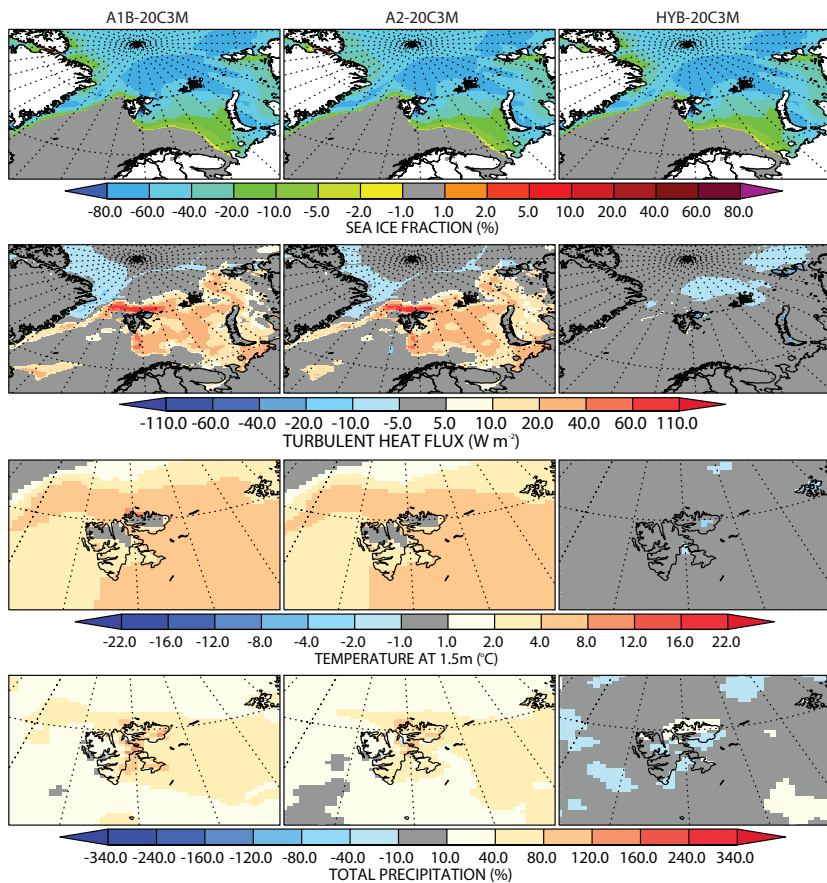 A1B-20C3M A2-20C3M HYB-20C3M
-80.0 -60.0 -40.0 -20.0 -10.0 -5.0 -2.0 -1.0 1.0 2.0 5.0 10.0 20.0 40.0 60.0 80.0
SEA ICE FRACTION (%)
-110.0 -60.0 -40.0 -20.0 -10.0 -5.0 5.0 10.0 20.0 40.0 60.0 110.0
TURBULENT HEAT FLUX (W m-2)
-22.0 -16.0 -12.0 -8.0 -4.0 -2.0 -1.0 1.0 2.0 4.0 8.0 12.0 16.0 22.0
TEMPERATURE AT 1.5m (°C)
-340.0 -240.0 -160.0 -120.0 -80.0 -40.0 -10.0 10.0 40.0 80.0 120.0 160.0 240.0 340.0
TOTAL PRECIPITATION (%)